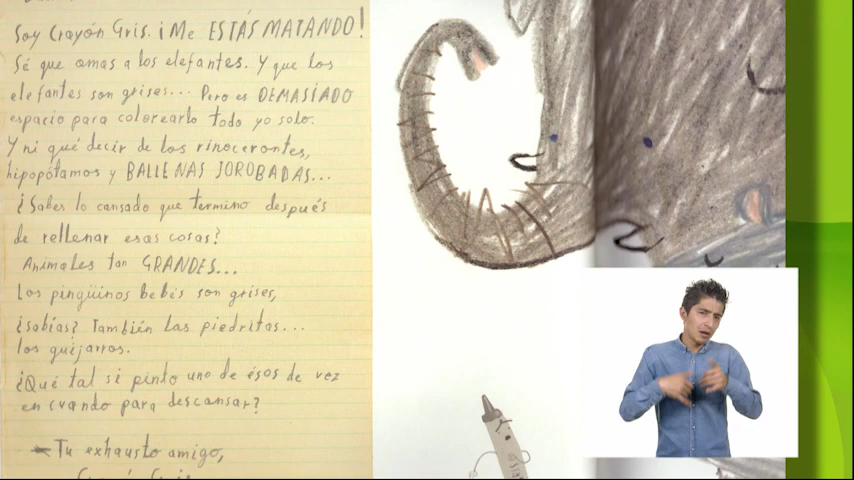 Soy Crayón Gris. ¡Me ESTÁS MATANDO!
Sé que amas a los elefantes. Y que los
elefantes son grises... Pero es DEMASIADO
espacio para colorearlo todo yo solo.
Y ni qué decir de los rinocerontes,
hipopótamos y BALLENAS JOROBADAS...
¿Sabes lo cansado que termino después
de rellenar esas cosas?
Animales tan GRANDES...
Los pingüinos bebés son grises,
¿sabías? También las piedritas...
los guijarros.
¿Qué tal si pinto uno de ésos de vez
en cuando para descansar?
Tu exhausto amigo,